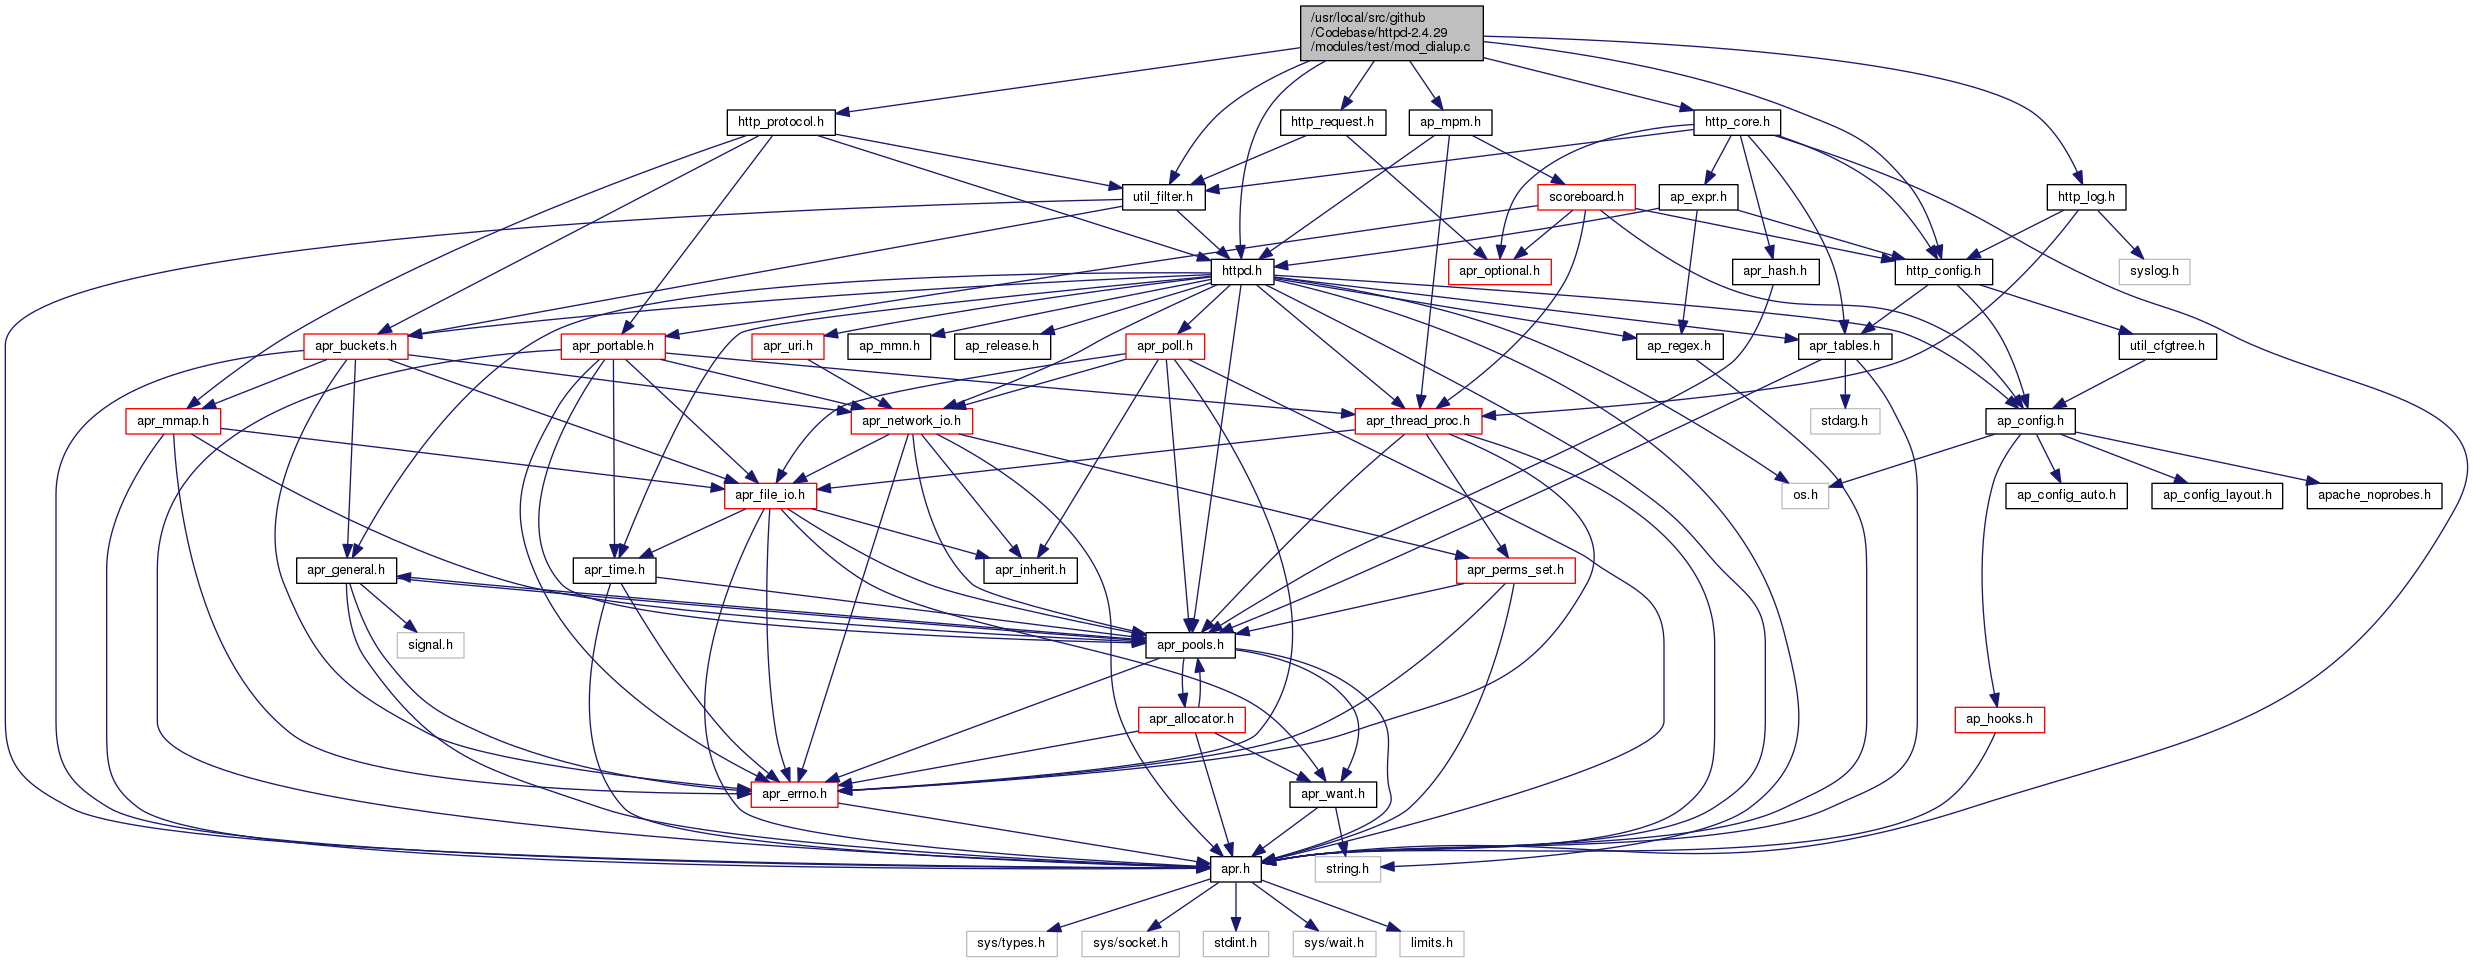 /usr/local/src/github
/Codebase/httpd-2.4.29
/modules/test/mod_dialup.c
http_protocol.h
http_request.h
ap_mpm.h
http_core.h
util_filter.h
scoreboard.h
ap_expr.h
http_log.h
httpd.h
apr_optional.h
apr_hash.h
http_config.h
syslog.h
apr_buckets.h
apr_portable.h
apr_uri.h
ap_mmn.h
ap_release.h
apr_poll.h
ap_regex.h
apr_tables.h
util_cfgtree.h
apr_mmap.h
apr_network_io.h
apr_thread_proc.h
stdarg.h
ap_config.h
apr_file_io.h
os.h
ap_config_auto.h
ap_config_layout.h
apache_noprobes.h
apr_general.h
apr_time.h
apr_inherit.h
apr_perms_set.h
signal.h
apr_pools.h
apr_allocator.h
ap_hooks.h
apr_errno.h
apr_want.h
apr.h
string.h
sys/types.h
sys/socket.h
stdint.h
sys/wait.h
limits.h